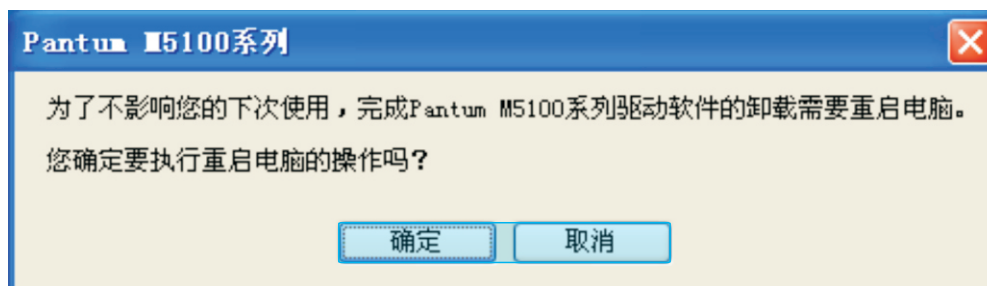 Pantum M5100系列
为了不影响您的下次使用，完成Pantum M5100系列驱动软件的卸载需要重启电脑。
您确定要执行重启电脑的操作吗？
确定 取消